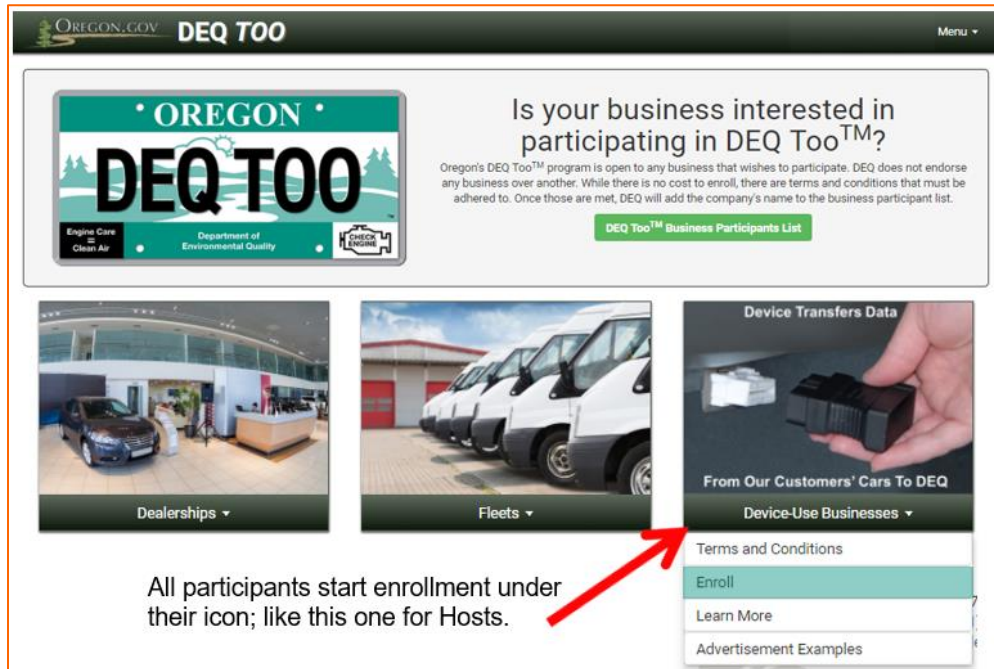 OREGON.GOV DEQ TOO
Menu
Is your business interested in
participating in DEQ Too™?
Oregon's DEQ Too™ program is open to any business that wishes to participate. DEQ does not endorse
any business over another. While there is no cost to enroll, there are terms and conditions that must be
adhered to. Once those are met, DEQ will add the company's name to the business participant list.
DEQ Too™ Business Participants List
• OREGON •
DEQ TOO
™
Engine Care
=
Clean Air
Department of
Environmental Quality
CHECK
ENGINE
Device Transfers Data
From Our Customers' Cars To DEQ
Dealerships
Fleets
Device-Use Businesses
Terms and Conditions
Enroll
Learn More
Advertisement Examples
All participants start enrollment under
their icon; like this one for Hosts.